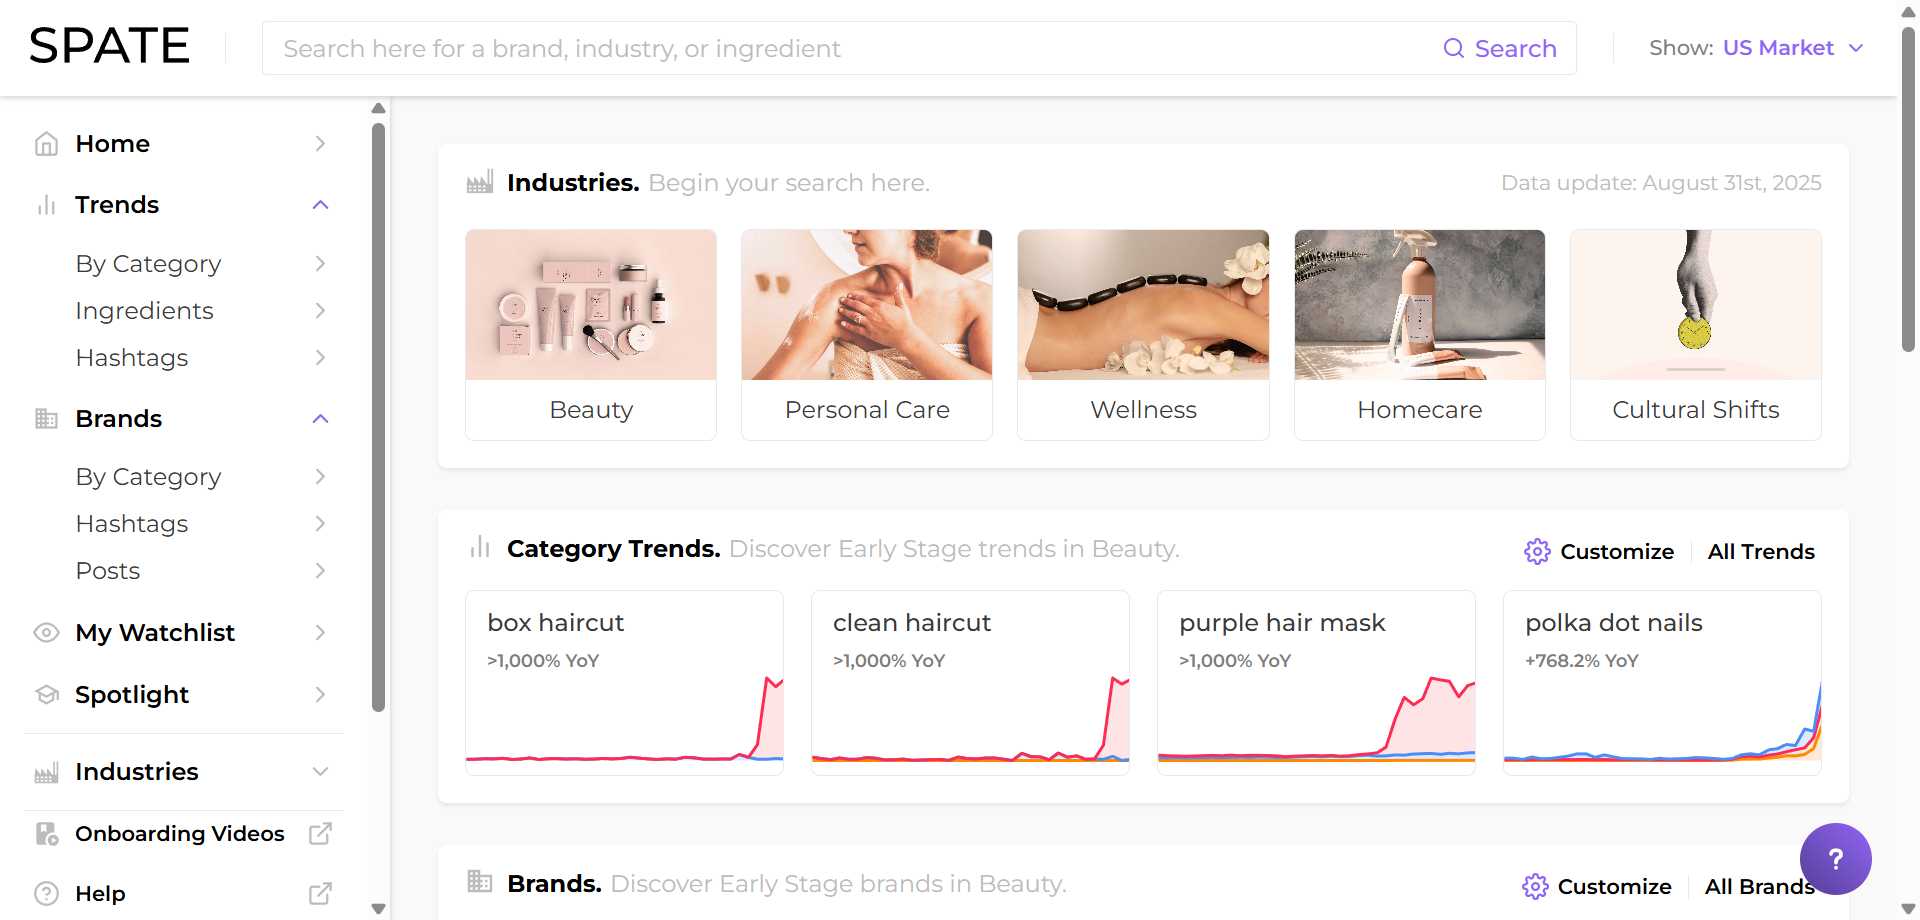 SPATE
Search here for a brand, industry, or ingredient
Search
Show: US Market
Home
Trends
By Category
Ingredients
Hashtags
Brands
By Category
Hashtags
Posts
My Watchlist
Spotlight
Industries
Onboarding Videos
Help
Industries. Begin your search here.
Data update: August 31st, 2025
Beauty
Personal Care
Wellness
Homecare
Cultural Shifts
Category Trends. Discover Early Stage trends in Beauty.
Customize
All Trends
box haircut
>1,000% YoY
clean haircut
>1,000% YoY
purple hair mask
>1,000% YoY
polka dot nails
+768.2% YoY
Brands. Discover Early Stage brands in Beauty.
Customize
All Brands
?